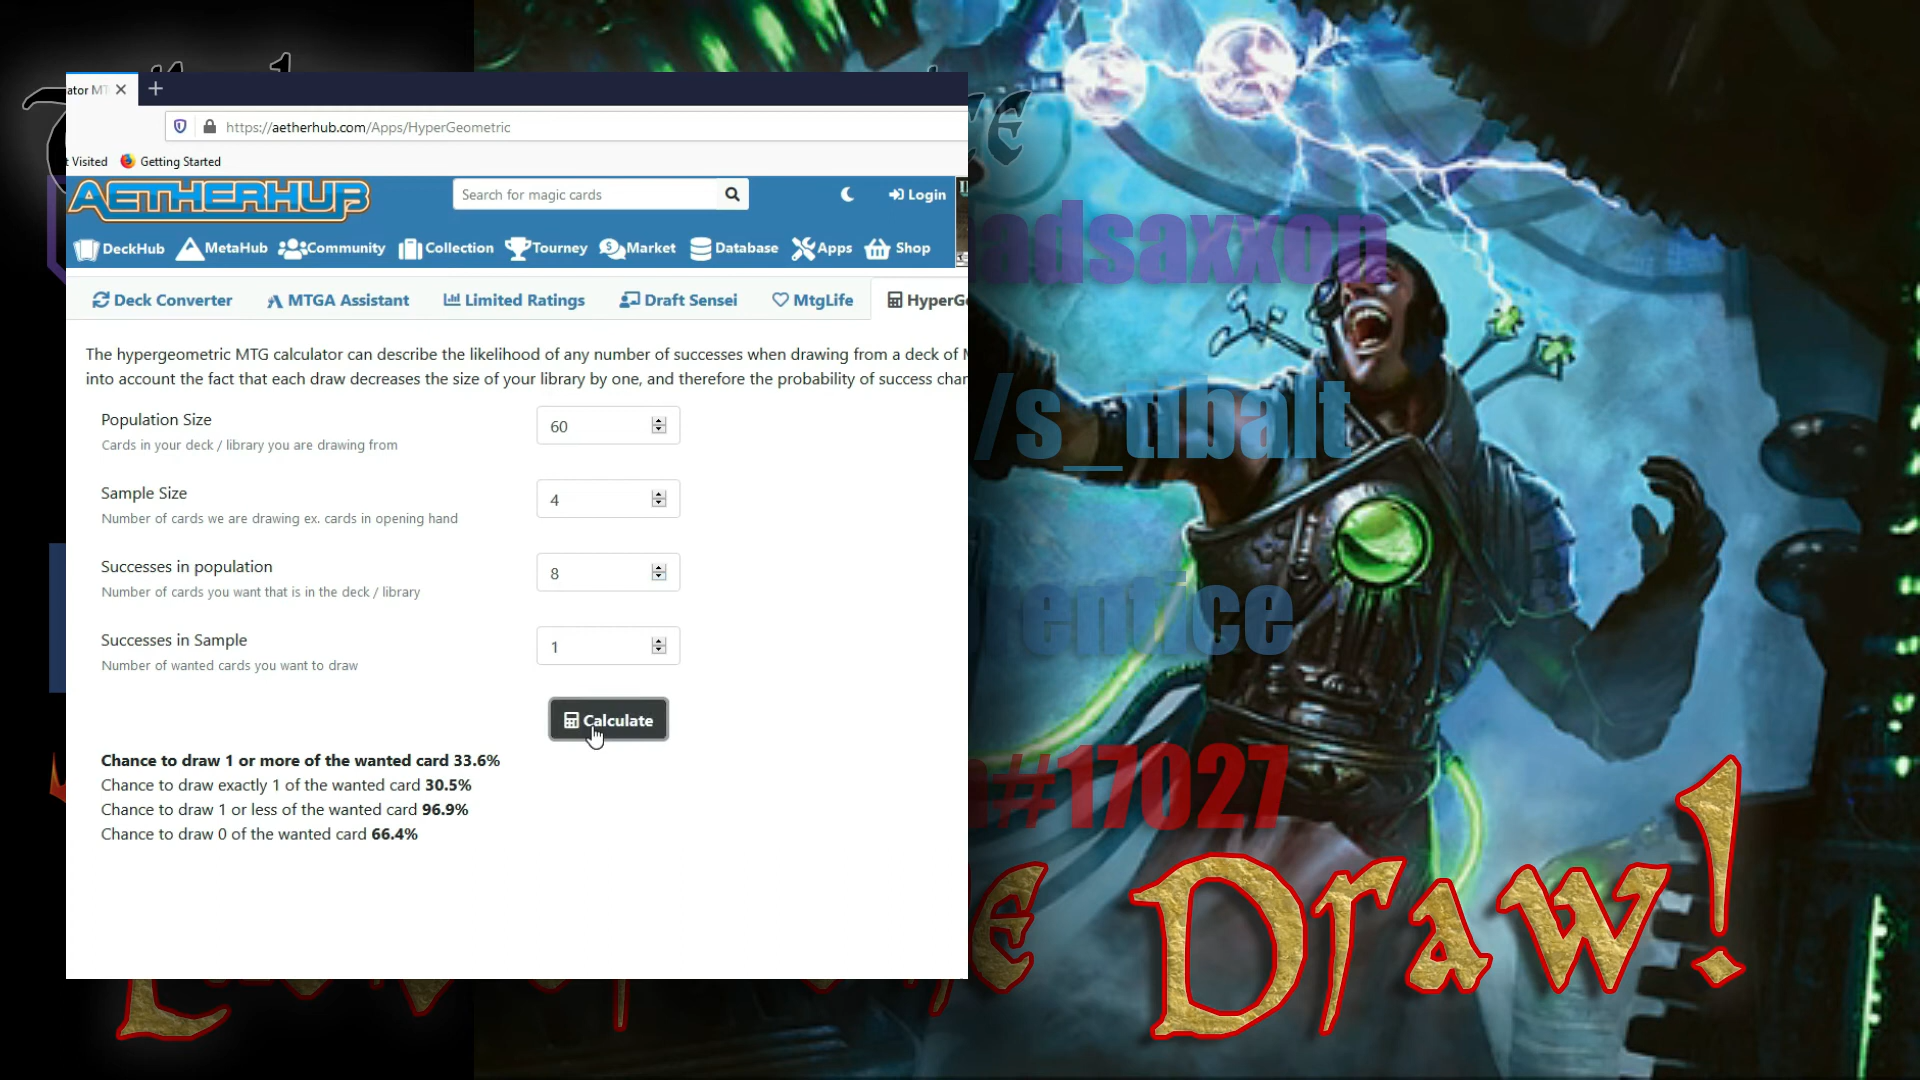 ator MT
https://aetherhub.com/Apps/HyperGeometric
t Visited Getting Started
AETHERHUB Search for magic cards Login
DeckHub MetaHub Community Collection Tourney Market Database Apps Shop
Deck Converter MTGA Assistant Limited Ratings Draft Sensei MtgLife HyperGe
The hypergeometric MTG calculator can describe the likelihood of any number of successes when drawing from a deck of
into account the fact that each draw decreases the size of your library by one, and therefore the probability of success char
Population Size 60
Cards in your deck / library you are drawing from
Sample Size 4
Number of cards we are drawing ex. cards in opening hand
Successes in population 8
Number of cards you want that is in the deck / library
Successes in Sample 1
Number of wanted cards you want to draw
Calculate
Chance to draw 1 or more of the wanted card 33.6%
Chance to draw exactly 1 of the wanted card 30.5%
Chance to draw 1 or less of the wanted card 96.9%
Chance to draw 0 of the wanted card 66.4%
adsaxxon
/s_tibalt
entice
#17027
Draw!